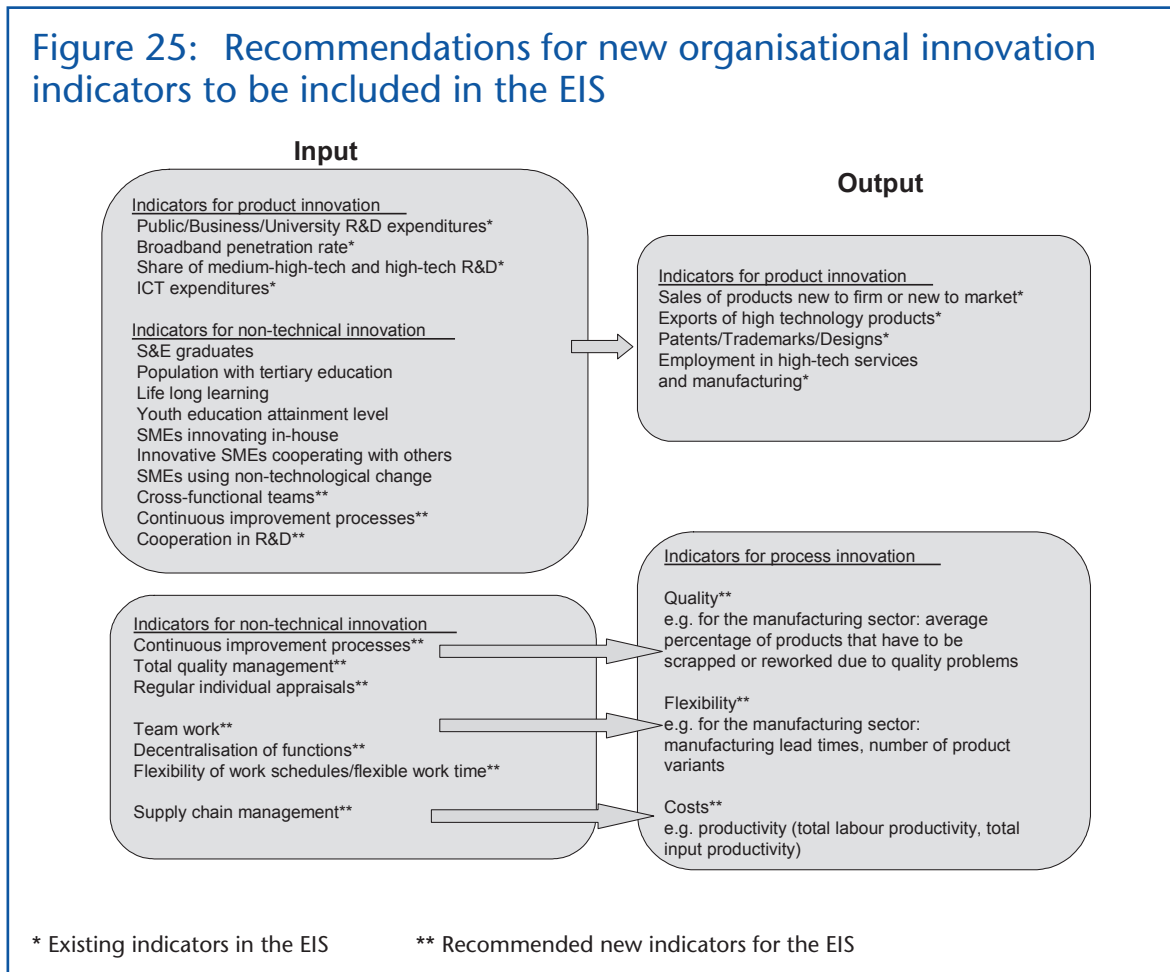 Figure 25: Recommendations for new organisational innovation
indicators to be included in the EIS
Input
Indicators for product innovation
Public/Business/University R&D expenditures*
Broadband penetration rate*
Share of medium-high-tech and high-tech R&D*
ICT expenditures*
Indicators for non-technical innovation
S&E graduates
Population with tertiary education
Life long learning
Youth education attainment level
SMEs innovating in-house
Innovative SMEs cooperating with others
SMEs using non-technological change
Cross-functional teams**
Continuous improvement processes**
Cooperation in R&D**
Indicators for non-technical innovation
Continuous improvement processes**
Total quality management**
Regular individual appraisals**
Team work**
Decentralisation of functions**
Flexibility of work schedules/flexible work time**
Supply chain management**
Output
Indicators for product innovation
Sales of products new to firm or new to market*
Exports of high technology products*
Patents/Trademarks/Designs*
Employment in high-tech services
and manufacturing*
Indicators for process innovation
Quality**
e.g. for the manufacturing sector: average
percentage of products that have to be
scrapped or reworked due to quality problems
Flexibility**
e.g. for the manufacturing sector:
manufacturing lead times, number of product
variants
Costs**
e.g. productivity (total labour productivity, total
input productivity)
* Existing indicators in the EIS ** Recommended new indicators for the EIS